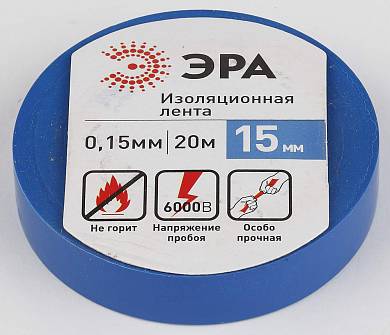 ЭРА
Изоляционная
лента
0,15мм 20м 15 мм
6000В
Не горит Напряжение пробоя Особо прочная